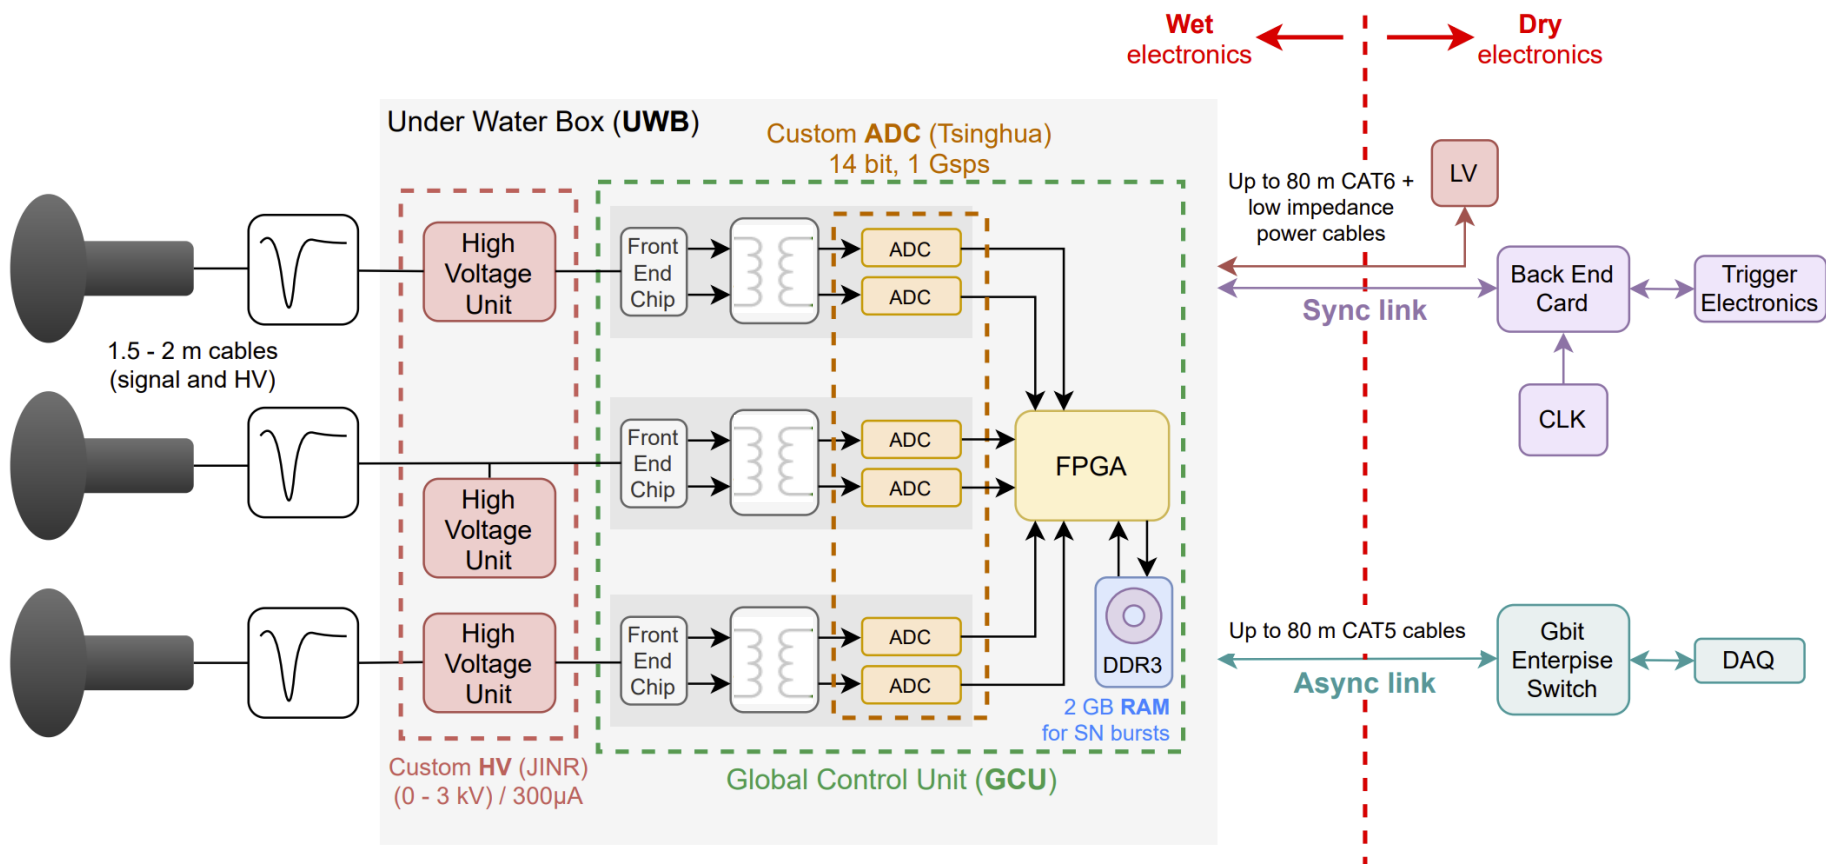 Wet
electronics
Dry
electronics
Under Water Box (UWB)
Custom ADC (Tsinghua)
14 bit, 1 Gsps
1.5 - 2 m cables
(signal and HV)
High
Voltage
Unit
Front
End
Chip
ADC
ADC
High
Voltage
Unit
Front
End
Chip
ADC
ADC
High
Voltage
Unit
Front
End
Chip
ADC
ADC
FPGA
DDR3
2 GB RAM
for SN bursts
Custom HV (JINR)
(0 - 3 kV) / 300µA
Global Control Unit (GCU)
Up to 80 m CAT6 +
low impedance
power cables
LV
Sync link
Back End
Card
Trigger
Electronics
CLK
Up to 80 m CAT5 cables
Async link
Gbit
Enterpise
Switch
DAQ